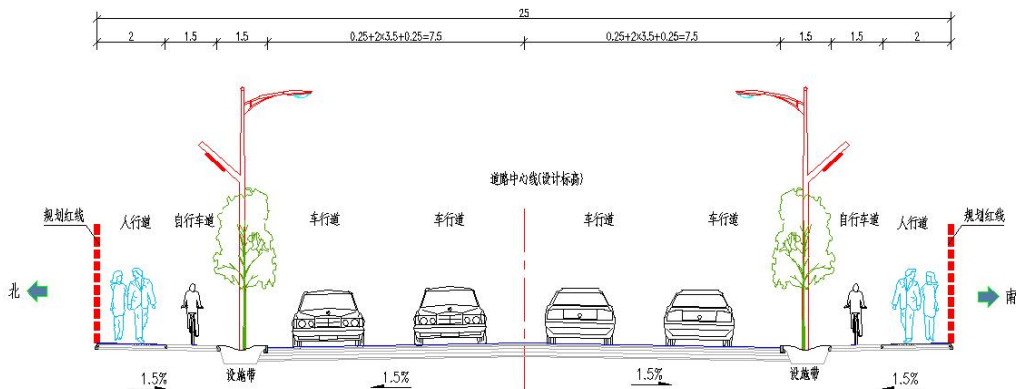 25
2 1.5 1.5 0.25+2×3.5+0.25=7.5 0.25+2×3.5+0.25=7.5 1.5 1.5 2
道路中心线(设计标高)
规划红线 人行道 自行车道 车行道 车行道 车行道 车行道 自行车道 人行道 规划红线
北 南
设施带 设施带
1.5% 1.5% 1.5% 1.5%